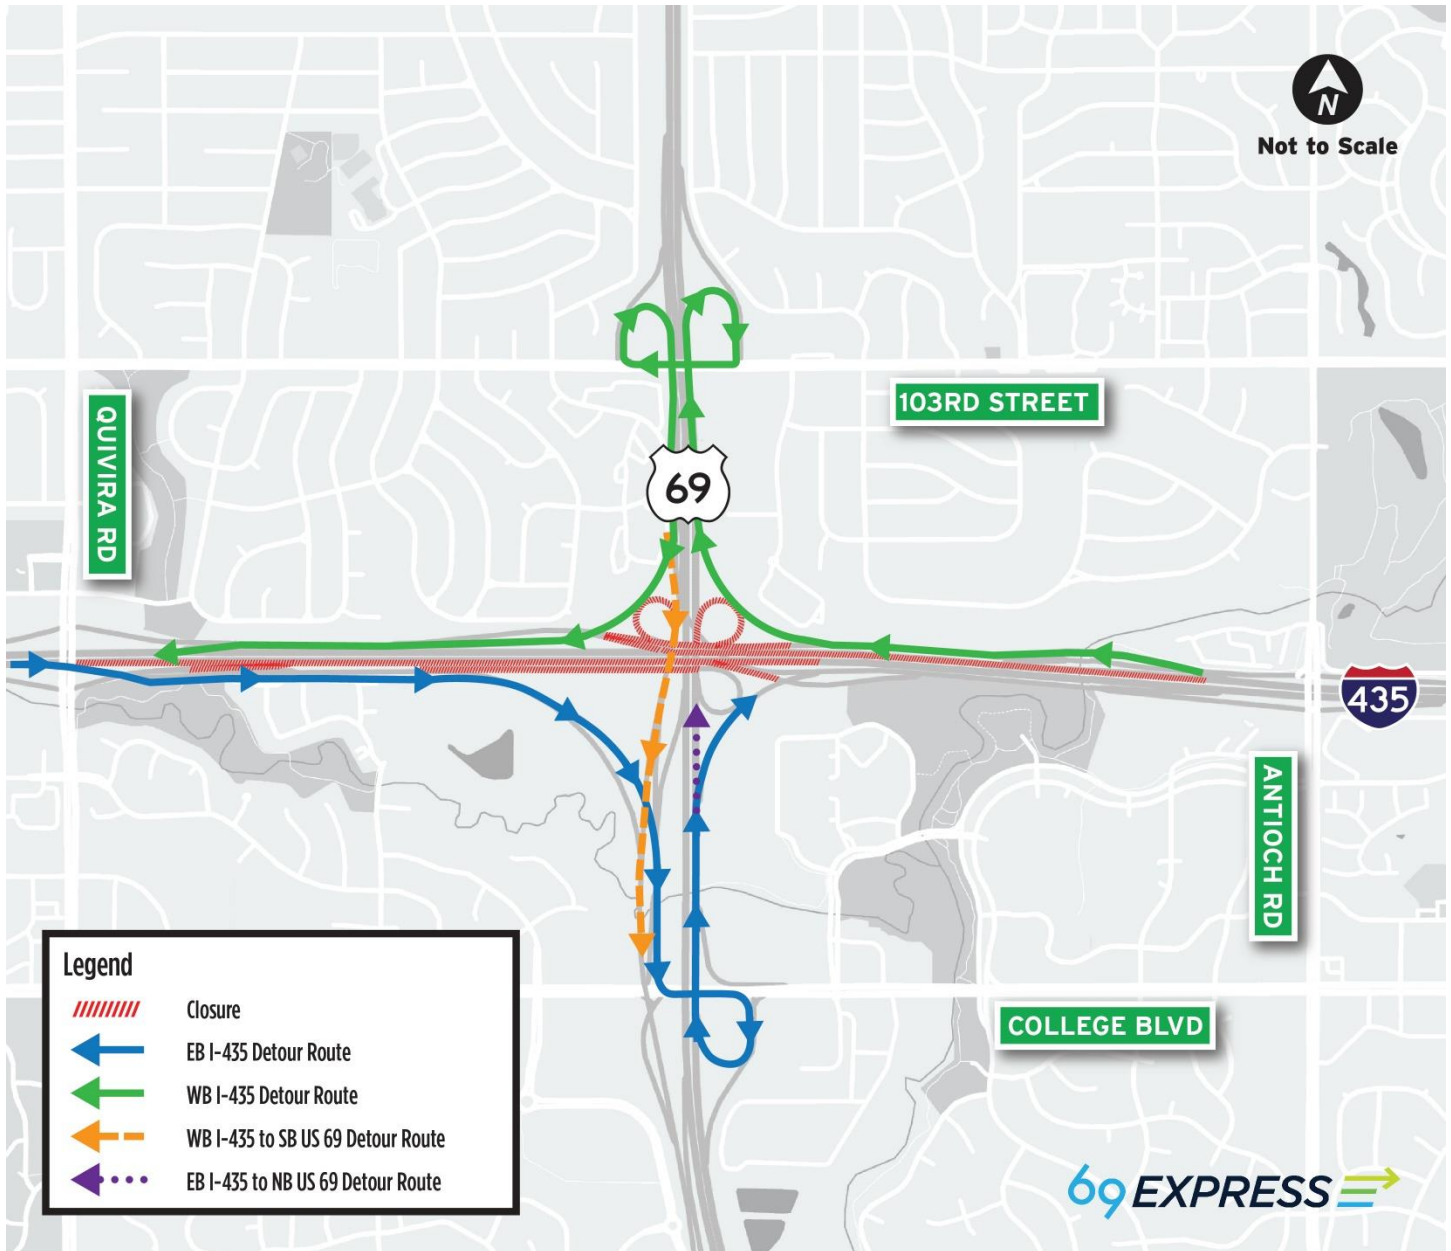 N
Not to Scale
103RD STREET
QUIVIRA RD
69
435
ANTIOCH RD
COLLEGE BLVD
Legend
Closure
EB I-435 Detour Route
WB I-435 Detour Route
WB I-435 to SB US 69 Detour Route
EB I-435 to NB US 69 Detour Route
69 EXPRESS